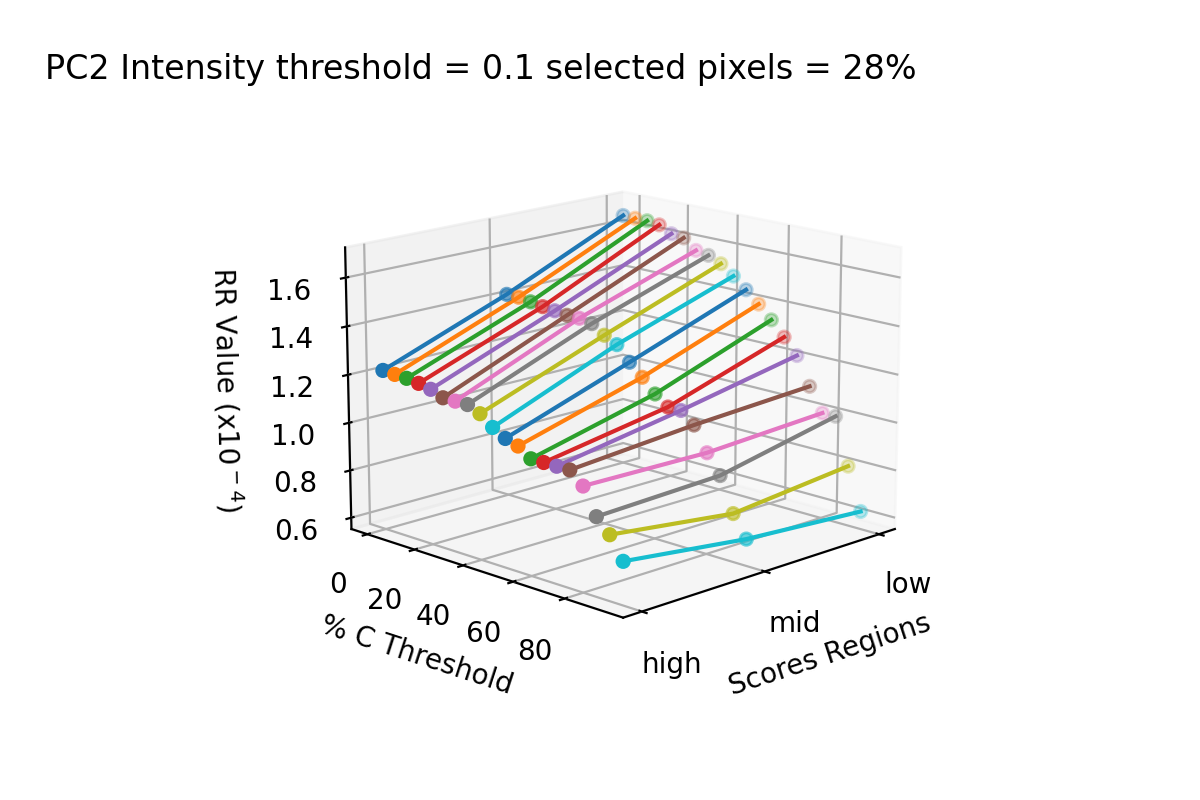 PC2 Intensity threshold = 0.1 selected pixels = 28%
RR Value (x10⁻⁴)
1.6
1.4
1.2
1.0
0.8
0.6
0
20
40
60
80
% C Threshold
high
mid
low
Scores Regions